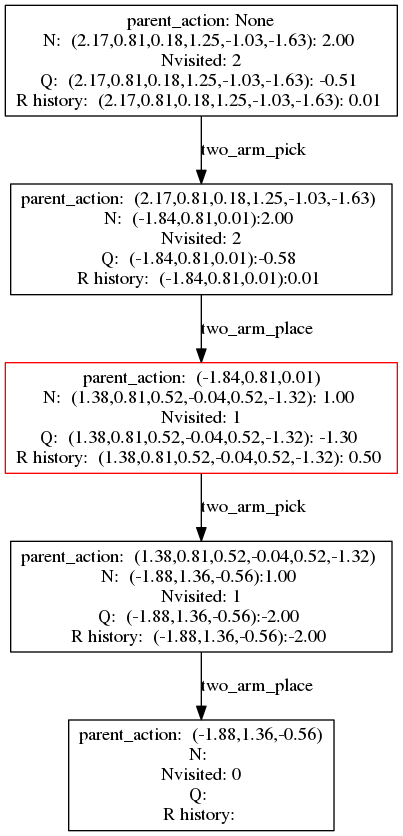 parent_action: None
N:  (2.17,0.81,0.18,1.25,-1.03,-1.63): 2.00
Nvisited: 2
Q:  (2.17,0.81,0.18,1.25,-1.03,-1.63): -0.51
R history:  (2.17,0.81,0.18,1.25,-1.03,-1.63): 0.01
two_arm_pick
parent_action:  (2.17,0.81,0.18,1.25,-1.03,-1.63)
N:  (-1.84,0.81,0.01):2.00
Nvisited: 2
Q:  (-1.84,0.81,0.01):-0.58
R history:  (-1.84,0.81,0.01):0.01
two_arm_place
parent_action:  (-1.84,0.81,0.01)
N:  (1.38,0.81,0.52,-0.04,0.52,-1.32): 1.00
Nvisited: 1
Q:  (1.38,0.81,0.52,-0.04,0.52,-1.32): -1.30
R history:  (1.38,0.81,0.52,-0.04,0.52,-1.32): 0.50
two_arm_pick
parent_action:  (1.38,0.81,0.52,-0.04,0.52,-1.32)
N:  (-1.88,1.36,-0.56):1.00
Nvisited: 1
Q:  (-1.88,1.36,-0.56):-2.00
R history:  (-1.88,1.36,-0.56):-2.00
two_arm_place
parent_action:  (-1.88,1.36,-0.56)
N:
Nvisited: 0
Q:
R history: